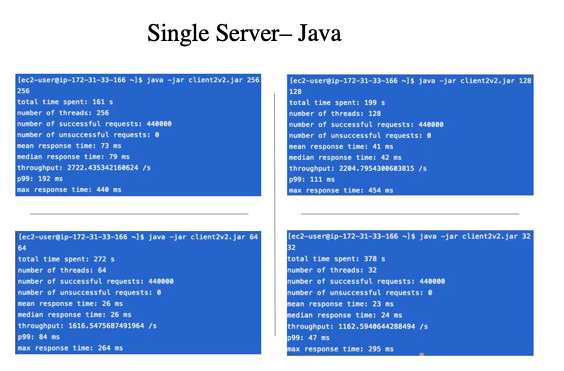 Single Server– Java
[ec2-user@ip-172-31-33-166 ~]$ java -jar client2v2.jar 256
256
total time spent: 161 s
number of threads: 256
number of successful requests: 440000
number of unsuccessful requests: 0
mean response time: 73 ms
median response time: 79 ms
throughput: 2722.435342160624 /s
p99: 192 ms
max response time: 440 ms
[ec2-user@ip-172-31-33-166 ~]$ java -jar client2v2.jar 128
128
total time spent: 199 s
number of threads: 128
number of successful requests: 440000
number of unsuccessful requests: 0
mean response time: 41 ms
median response time: 42 ms
throughput: 2204.7954300603815 /s
p99: 111 ms
max response time: 454 ms
[ec2-user@ip-172-31-33-166 ~]$ java -jar client2v2.jar 64
64
total time spent: 272 s
number of threads: 64
number of successful requests: 440000
number of unsuccessful requests: 0
mean response time: 26 ms
median response time: 26 ms
throughput: 1616.5475687491964 /s
p99: 84 ms
max response time: 264 ms
[ec2-user@ip-172-31-33-166 ~]$ java -jar client2v2.jar 32
32
total time spent: 378 s
number of threads: 32
number of successful requests: 440000
number of unsuccessful requests: 0
mean response time: 23 ms
median response time: 24 ms
throughput: 1162.5940644288494 /s
p99: 47 ms
max response time: 295 ms